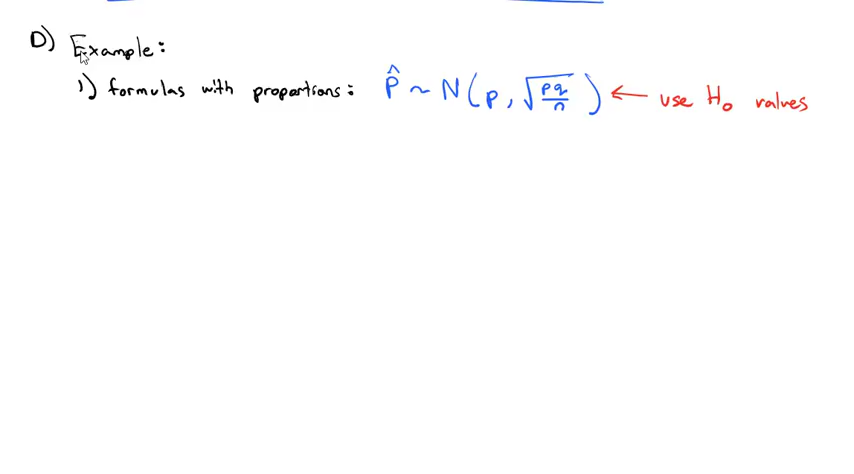 D) Example:
1) formulas with proportions: P̂ ~ N(p, √(pq/n)) ← use H₀ values